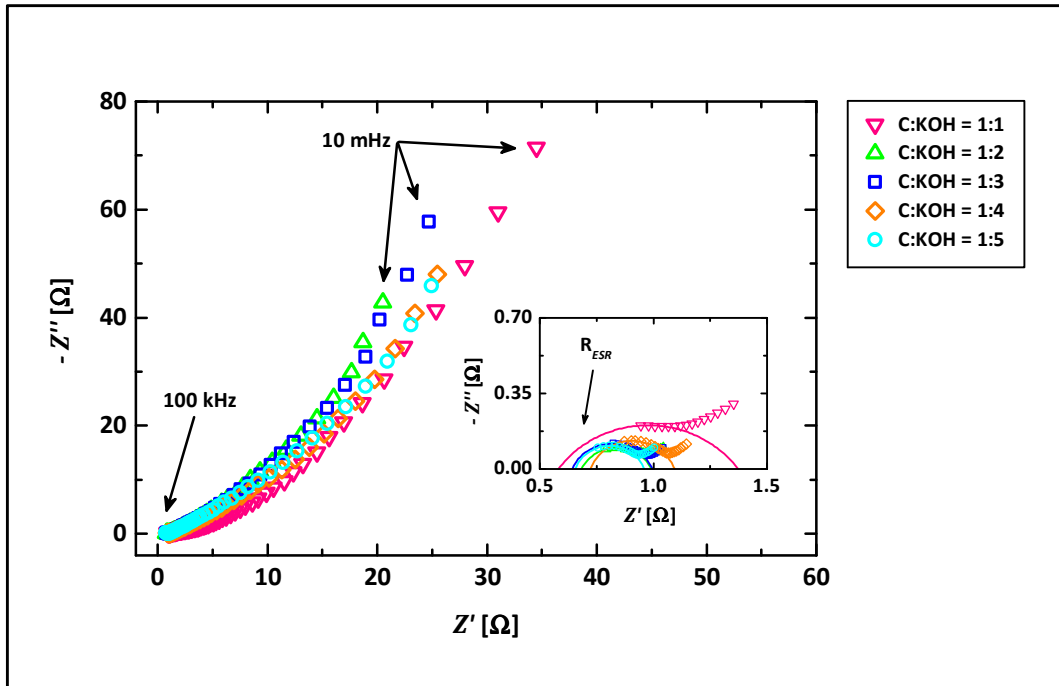 80
60
40
20
0
- Z'' [Ω]
0 10 20 30 40 50 60
Z' [Ω]
10 mHz
100 kHz
C:KOH = 1:1
C:KOH = 1:2
C:KOH = 1:3
C:KOH = 1:4
C:KOH = 1:5
0.70
0.35
0.00
- Z'' [Ω]
R_ESR
0.5 1.0 1.5
Z' [Ω]